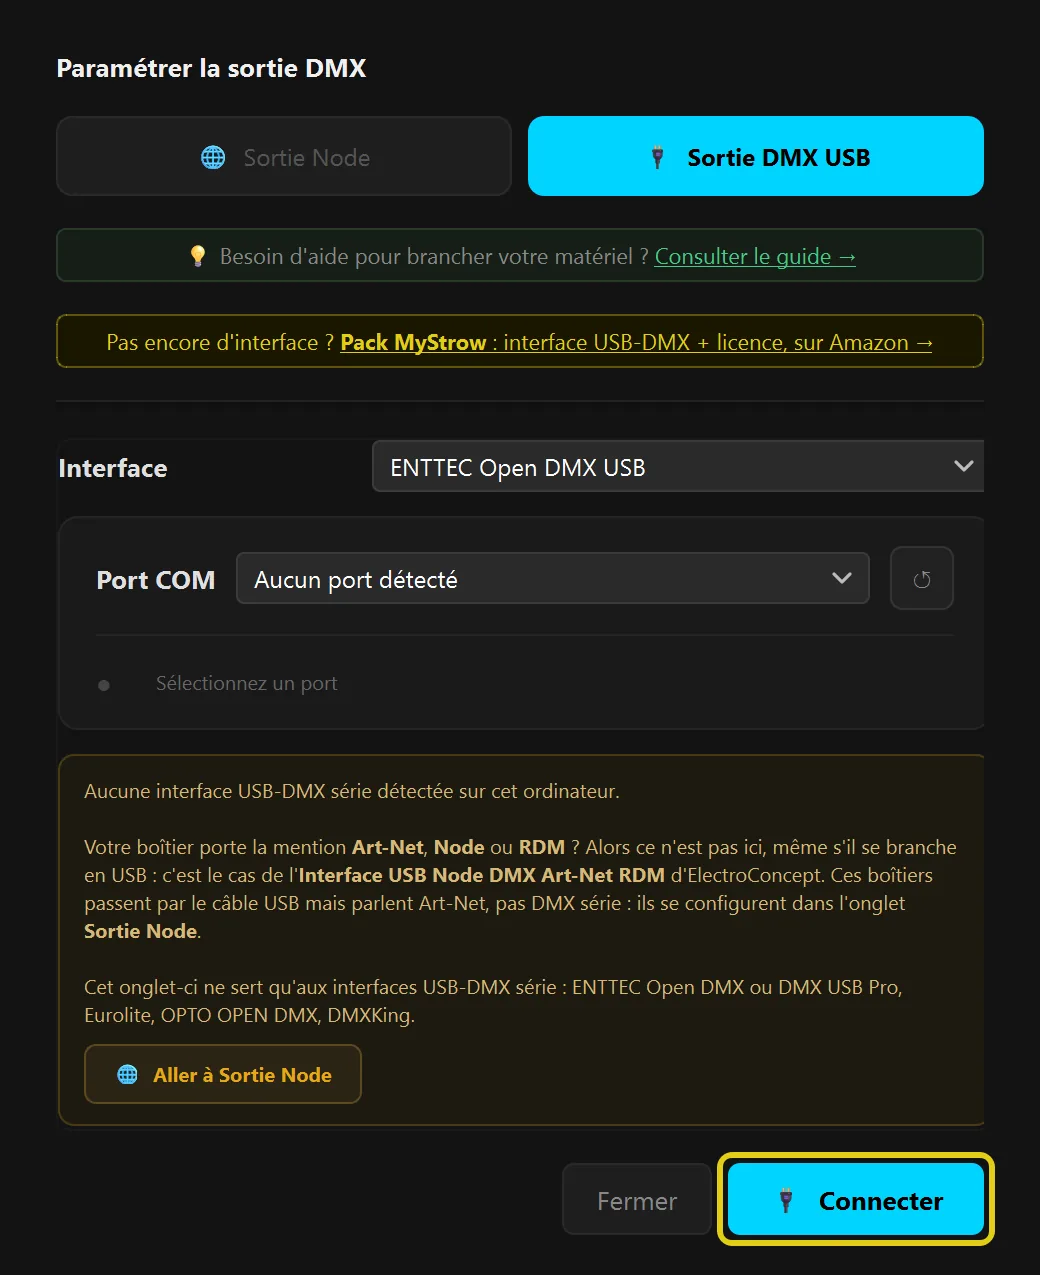 Paramétrer la sortie DMX
Sortie Node
Sortie DMX USB
Besoin d'aide pour brancher votre matériel ? Consulter le guide →
Pas encore d'interface ? Pack MyStrow : interface USB-DMX + licence, sur Amazon →
Interface
ENTTEC Open DMX USB
Port COM
Aucun port détecté
Sélectionnez un port
Aucune interface USB-DMX série détectée sur cet ordinateur.
Votre boîtier porte la mention Art-Net, Node ou RDM ? Alors ce n'est pas ici, même s'il se branche
en USB : c'est le cas de l'Interface USB Node DMX Art-Net RDM d'ElectroConcept. Ces boîtiers
passent par le câble USB mais parlent Art-Net, pas DMX série : ils se configurent dans l'onglet
Sortie Node.
Cet onglet-ci ne sert qu'aux interfaces USB-DMX série : ENTTEC Open DMX ou DMX USB Pro,
Eurolite, OPTO OPEN DMX, DMXKing.
Aller à Sortie Node
Fermer
Connecter